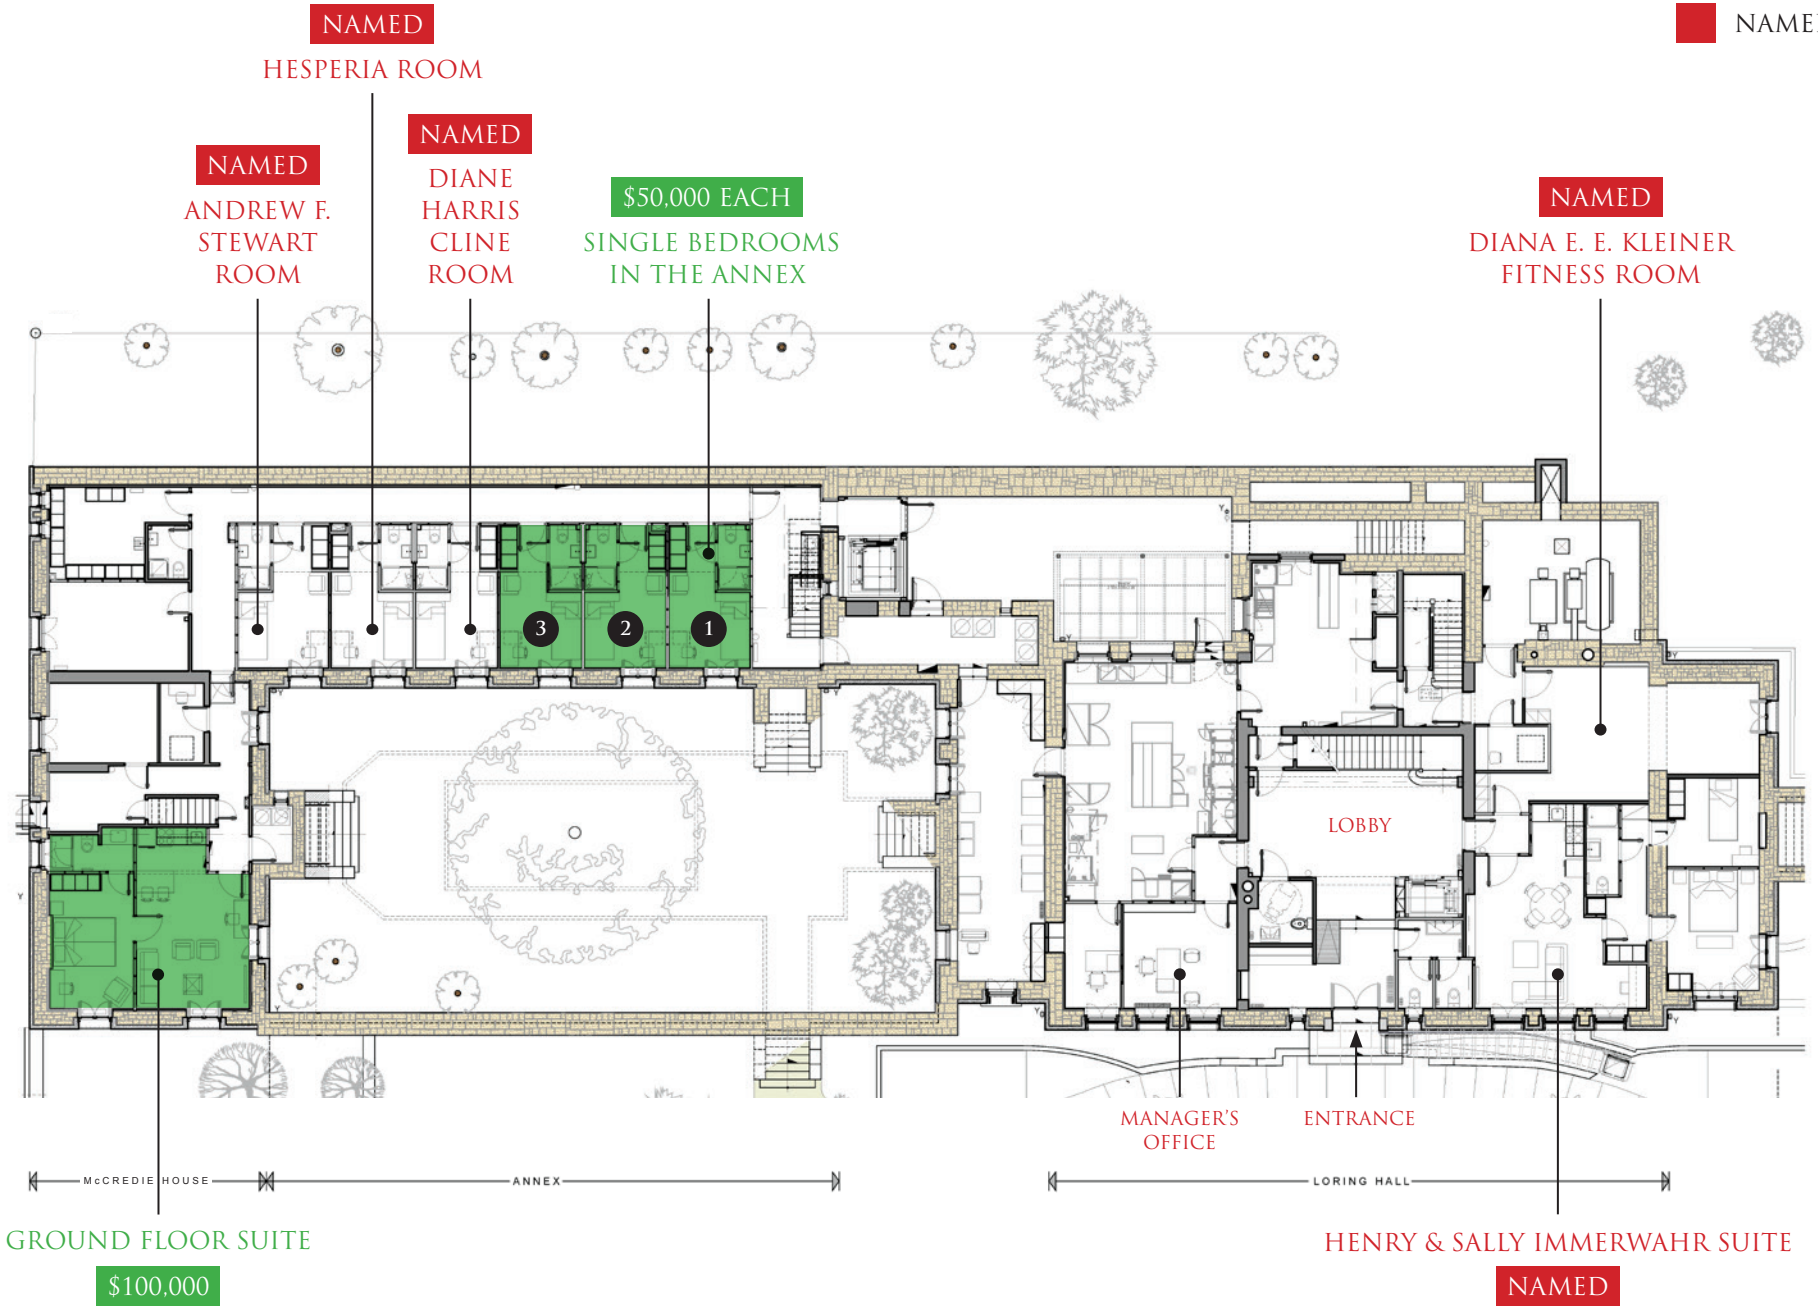 NAMED
HESPERIA ROOM
NAMED
ANDREW F.
STEWART
ROOM
NAMED
DIANE
HARRIS
CLINE
ROOM
$50,000 EACH
SINGLE BEDROOMS
IN THE ANNEX
NAMED
DIANA E. E. KLEINER
FITNESS ROOM
3
2
1
LOBBY
MANAGER'S
OFFICE
ENTRANCE
McCREDIE HOUSE
ANNEX
LORING HALL
GROUND FLOOR SUITE
$100,000
HENRY & SALLY IMMERWAHR SUITE
NAMED